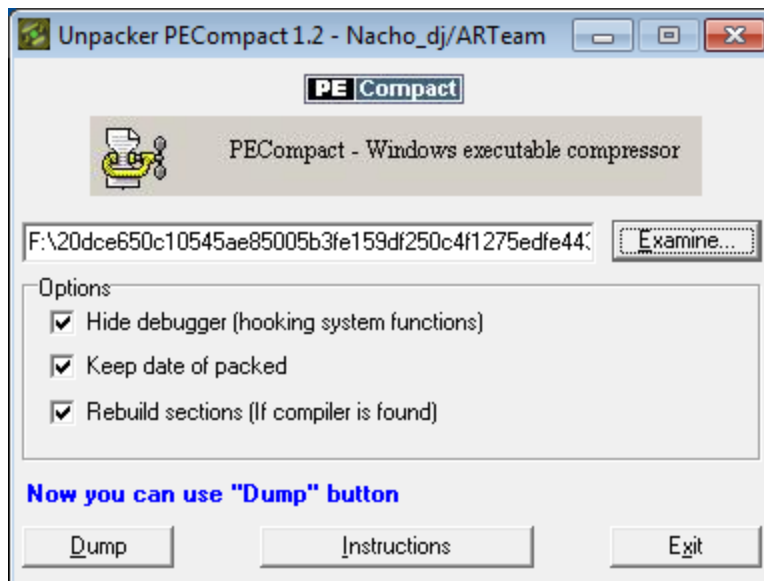 Unpacker PECompact 1.2 - Nacho_dj/ARTeam
PE Compact
PECompact - Windows executable compressor
F:\20dce650c10545ae85005b3fe159df250c4f1275edfe443 Examine...
Options
Hide debugger (hooking system functions)
Keep date of packed
Rebuild sections (If compiler is found)
Now you can use "Dump" button
Dump Instructions Exit